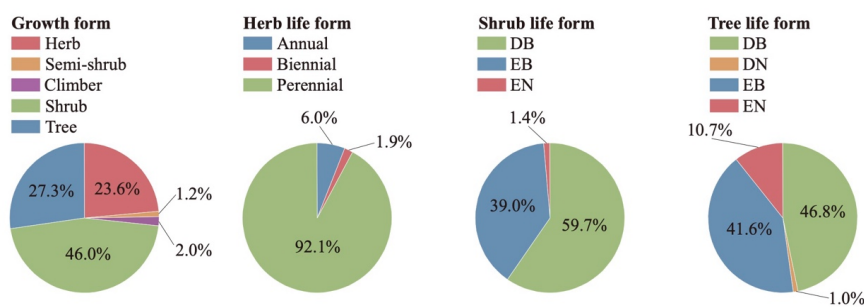 Growth form
Herb
Semi-shrub
Climber
Shrub
Tree
27.3%
23.6%
1.2%
2.0%
46.0%
Herb life form
Annual
Biennial
Perennial
6.0%
1.9%
92.1%
Shrub life form
DB
EB
EN
1.4%
39.0%
59.7%
Tree life form
DB
DN
EB
EN
10.7%
46.8%
41.6%
1.0%